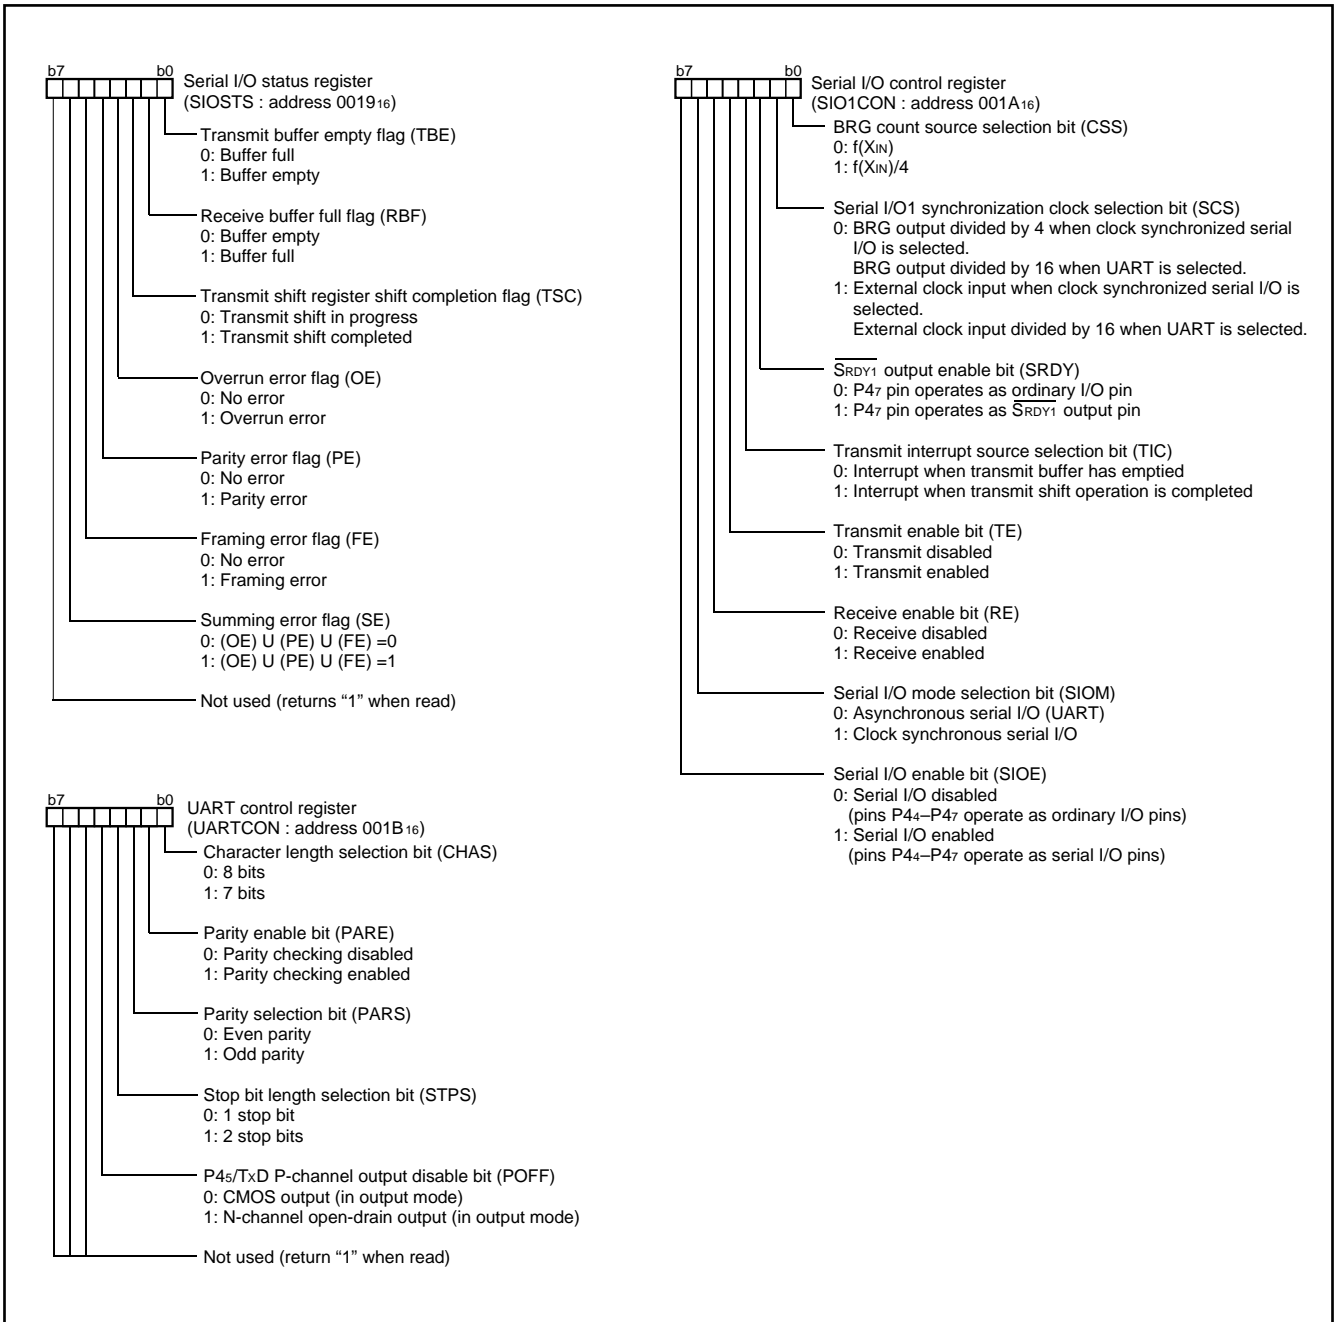 b7 b0
Serial I/O status register
(SIOSTS : address 001916)
Transmit buffer empty flag (TBE)
0: Buffer full
1: Buffer empty
Receive buffer full flag (RBF)
0: Buffer empty
1: Buffer full
Transmit shift register shift completion flag (TSC)
0: Transmit shift in progress
1: Transmit shift completed
Overrun error flag (OE)
0: No error
1: Overrun error
Parity error flag (PE)
0: No error
1: Parity error
Framing error flag (FE)
0: No error
1: Framing error
Summing error flag (SE)
0: (OE) U (PE) U (FE) =0
1: (OE) U (PE) U (FE) =1
Not used (returns “1” when read)
b7 b0
UART control register
(UARTCON : address 001B16)
Character length selection bit (CHAS)
0: 8 bits
1: 7 bits
Parity enable bit (PARE)
0: Parity checking disabled
1: Parity checking enabled
Parity selection bit (PARS)
0: Even parity
1: Odd parity
Stop bit length selection bit (STPS)
0: 1 stop bit
1: 2 stop bits
P45/TxD P-channel output disable bit (POFF)
0: CMOS output (in output mode)
1: N-channel open-drain output (in output mode)
Not used (return “1” when read)
b7 b0
Serial I/O control register
(SIO1CON : address 001A16)
BRG count source selection bit (CSS)
0: f(XIN)
1: f(XIN)/4
Serial I/O1 synchronization clock selection bit (SCS)
0: BRG output divided by 4 when clock synchronized serial
I/O is selected.
BRG output divided by 16 when UART is selected.
1: External clock input when clock synchronized serial I/O is
selected.
External clock input divided by 16 when UART is selected.
SRDY1 output enable bit (SRDY)
0: P47 pin operates as ordinary I/O pin
1: P47 pin operates as SRDY1 output pin
Transmit interrupt source selection bit (TIC)
0: Interrupt when transmit buffer has emptied
1: Interrupt when transmit shift operation is completed
Transmit enable bit (TE)
0: Transmit disabled
1: Transmit enabled
Receive enable bit (RE)
0: Receive disabled
1: Receive enabled
Serial I/O mode selection bit (SIOM)
0: Asynchronous serial I/O (UART)
1: Clock synchronous serial I/O
Serial I/O enable bit (SIOE)
0: Serial I/O disabled
(pins P44–P47 operate as ordinary I/O pins)
1: Serial I/O enabled
(pins P44–P47 operate as serial I/O pins)